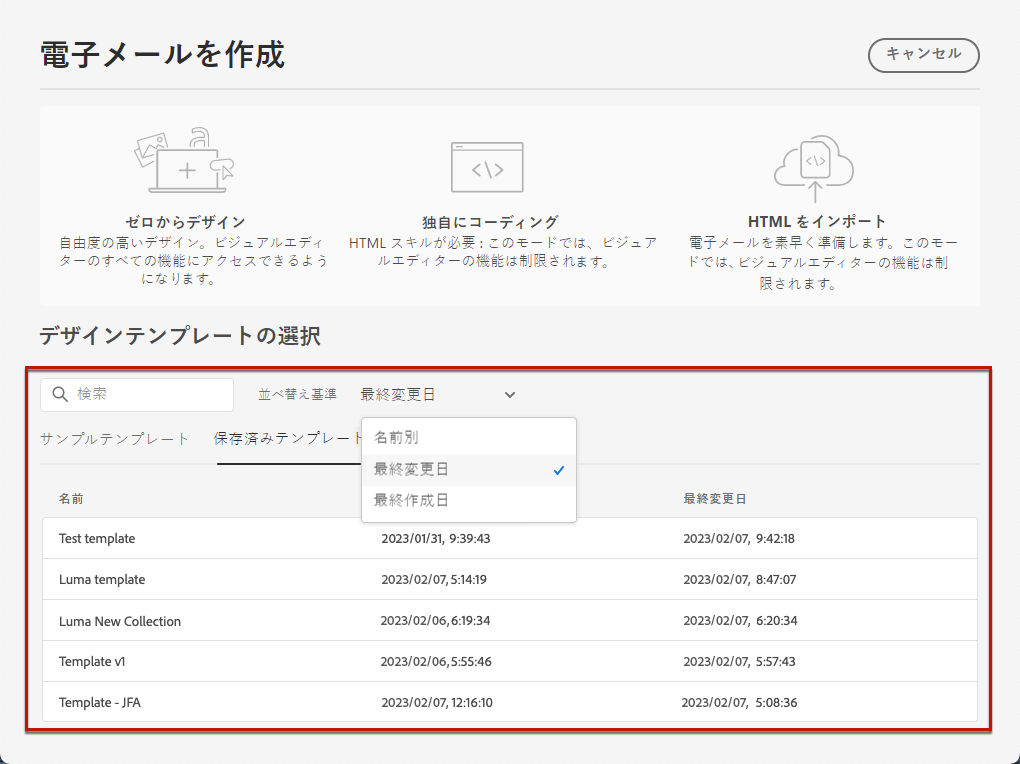 電子メールを作成
キャンセル
ゼロからデザイン
自由度の高いデザイン。ビジュアルエディ
ターのすべての機能にアクセスできるよう
になります。
独自にコーディング
HTML スキルが必要 : このモードでは、ビジュア
ルエディターの機能は制限されます。
HTML をインポート
電子メールを素早く準備します。このモー
ドでは、ビジュアルエディターの機能は制
限されます。
デザインテンプレートの選択
検索
並べ替え基準 最終変更日
サンプルテンプレート 保存済みテンプレート
名前別
最終変更日
最終作成日
名前 最終変更日
Test template 2023/01/31, 9:39:43 2023/02/07, 9:42:18
Luma template 2023/02/07, 5:14:19 2023/02/07, 8:47:07
Luma New Collection 2023/02/06, 6:19:34 2023/02/07, 6:20:34
Template v1 2023/02/06, 5:55:46 2023/02/07, 5:57:43
Template - JFA 2023/02/07, 12:16:10 2023/02/07, 5:08:36